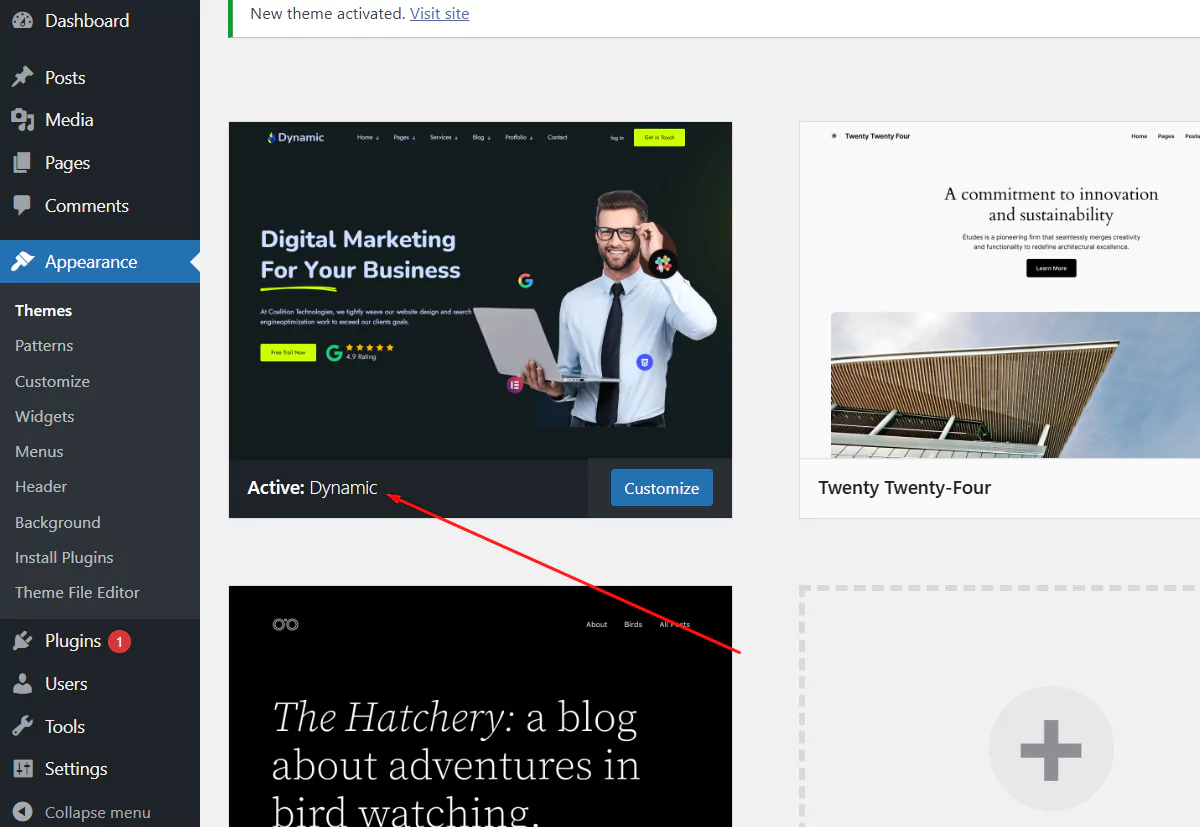 Dashboard
Posts
Media
Pages
Comments
Appearance
Themes
Patterns
Customize
Widgets
Menus
Header
Background
Install Plugins
Theme File Editor
Plugins 1
Users
Tools
Settings
Collapse menu
New theme activated. Visit site
Dynamic
Home Pages Services Blog Protfolio Contact
log in
Get in Touch
Digital Marketing
For Your Business
At Coalition Technologies, we tightly weave our website design and search
engineoptimization work to exceed our clients goals.
Free Trail Now
4.9 Rating
Active: Dynamic
Customize
Twenty Twenty Four
Home Pages Posts
A commitment to innovation
and sustainability
Études is a pioneering firm that seamlessly merges creativity
and functionality to redefine architectural excellence.
Learn More
Twenty Twenty-Four
About Birds All Posts
The Hatchery: a blog
about adventures in
bird watching.